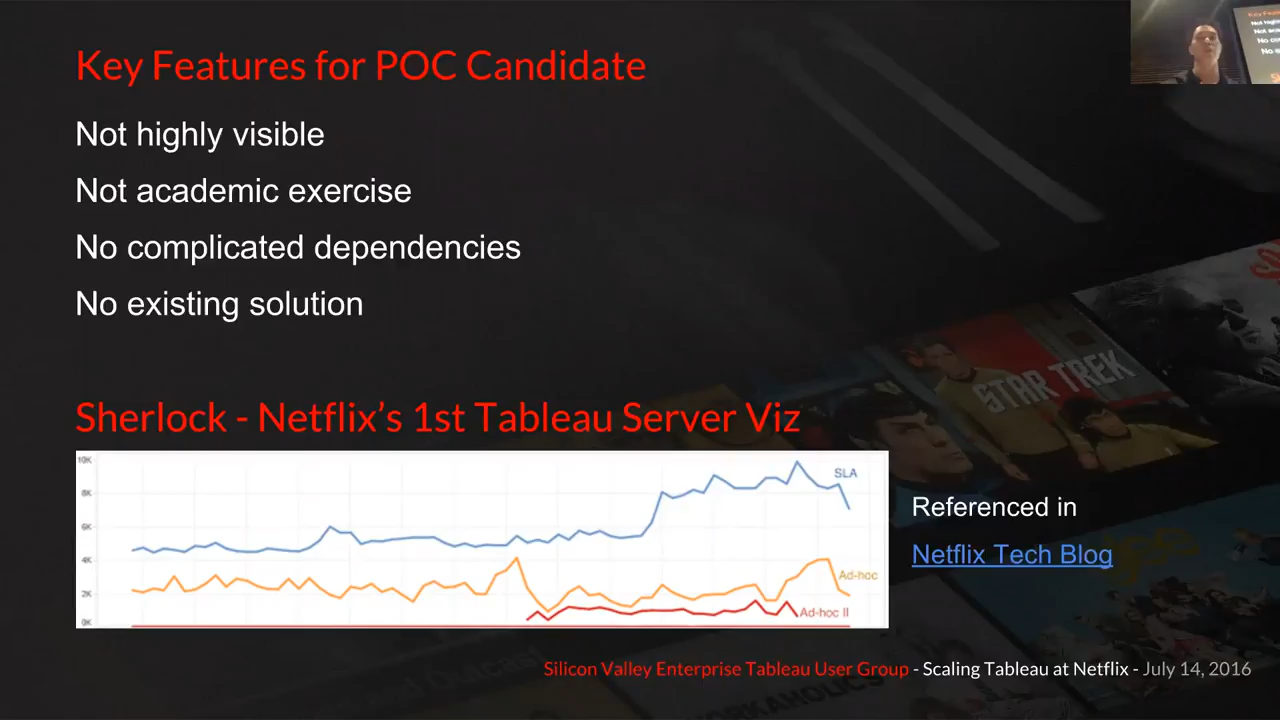 Key Features for POC Candidate
Not highly visible
Not academic exercise
No complicated dependencies
No existing solution
Sherlock - Netflix's 1st Tableau Server Viz
10K
8K
6K
4K
2K
0K
SLA
Ad-hoc
Ad-hoc II
Referenced in
Netflix Tech Blog
STAR TREK
WORKAHOLICS
Silicon Valley Enterprise Tableau User Group - Scaling Tableau at Netflix - July 14, 2016